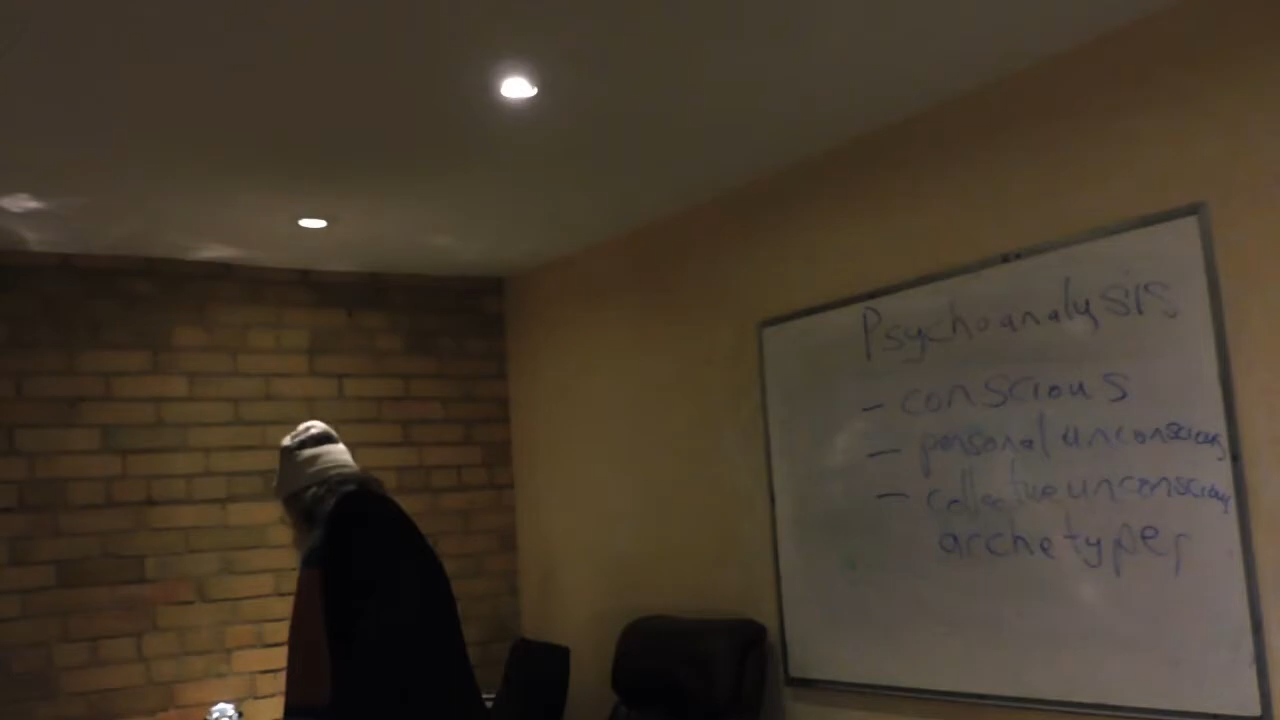 Psychoanalysis
- conscious
- personal unconscious
- collective unconscious
archetypes